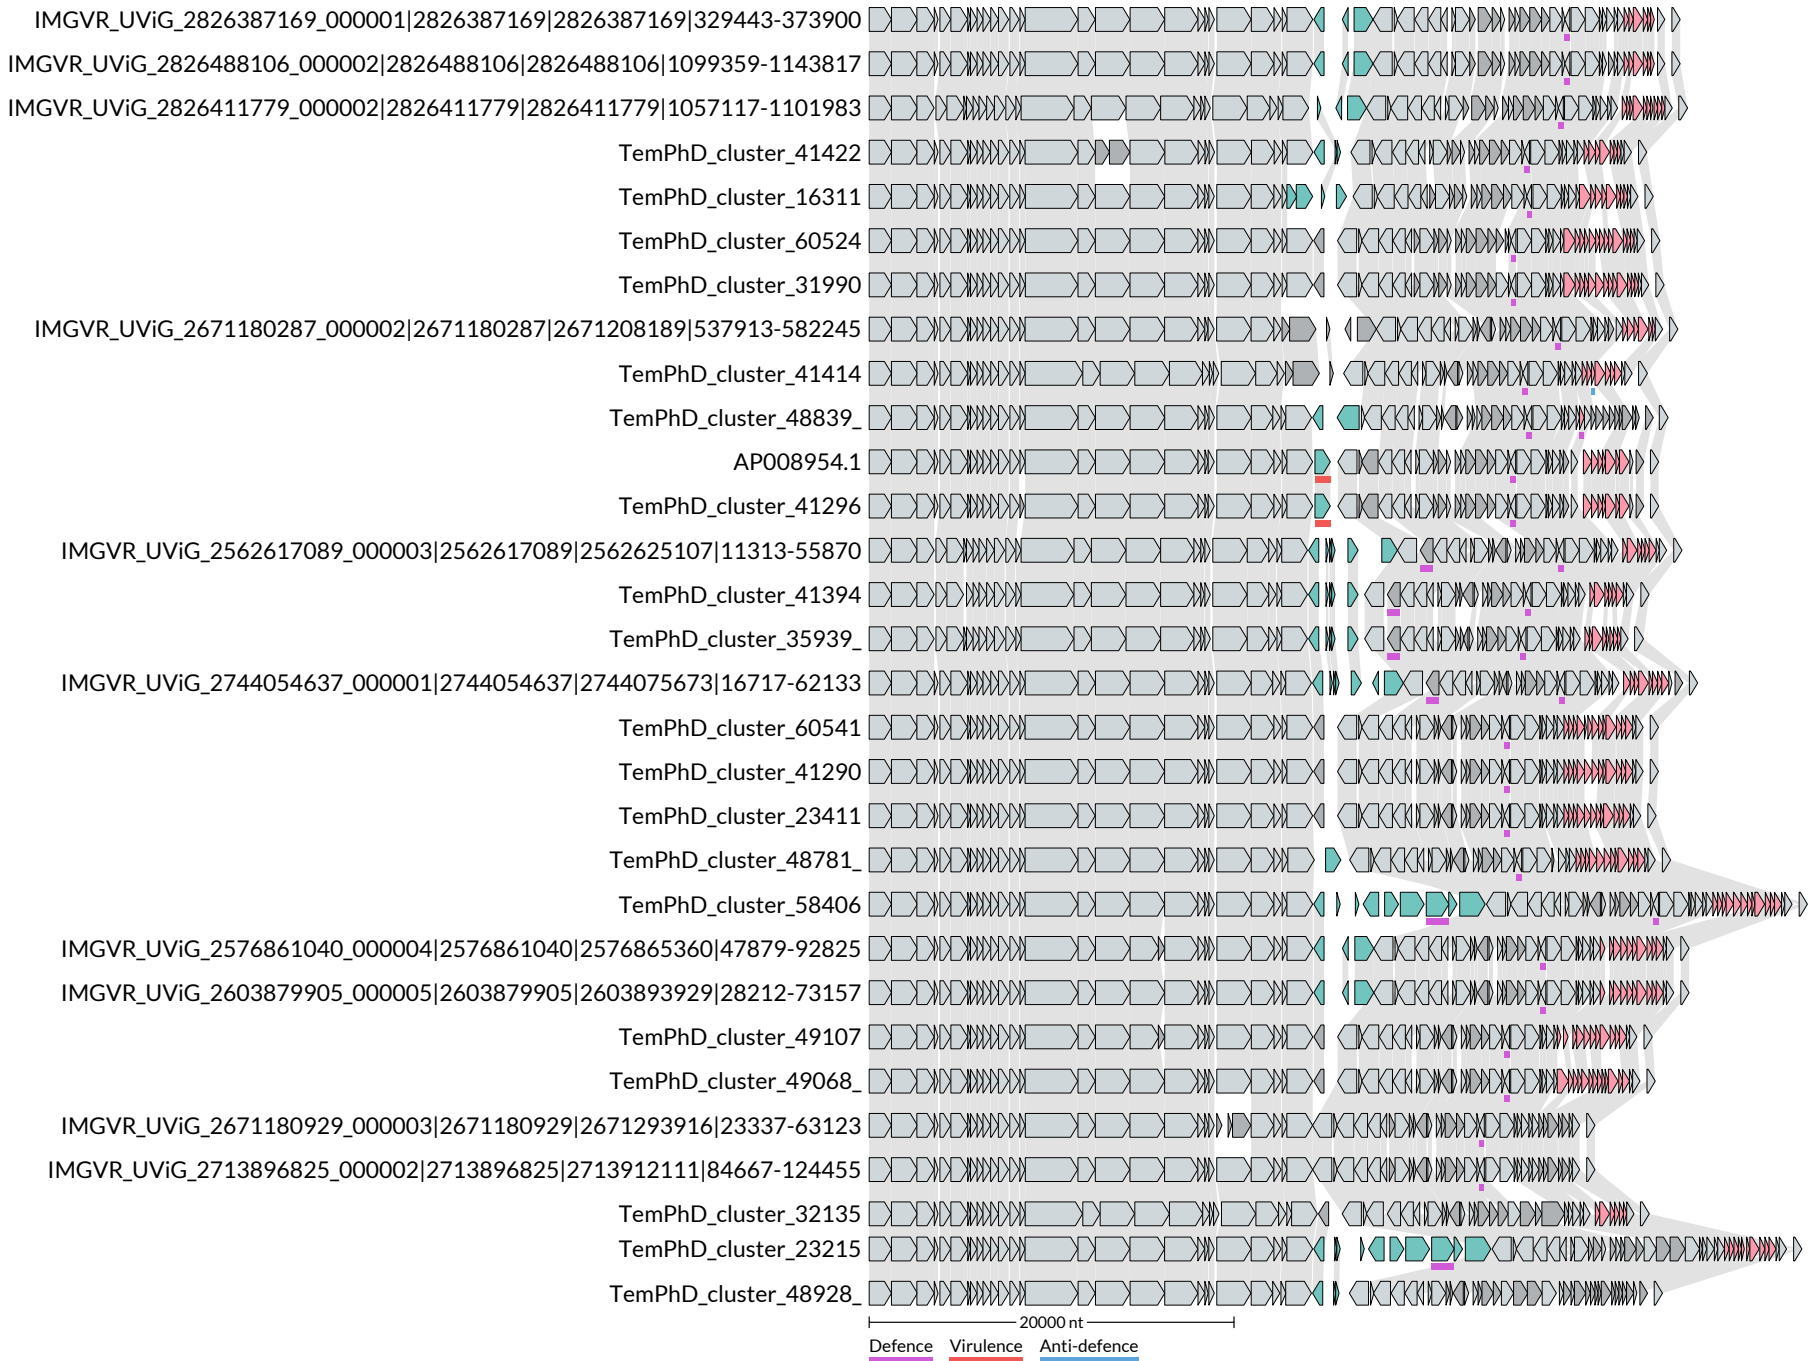 IMGVR_UViG_2826387169_000001|2826387169|2826387169|329443-373900
IMGVR_UViG_2826488106_000002|2826488106|2826488106|1099359-1143817
IMGVR_UViG_2826411779_000002|2826411779|2826411779|1057117-1101983
TemPhD_cluster_41422
TemPhD_cluster_16311
TemPhD_cluster_60524
TemPhD_cluster_31990
IMGVR_UViG_2671180287_000002|2671180287|2671208189|537913-582245
TemPhD_cluster_41414
TemPhD_cluster_48839_
AP008954.1
TemPhD_cluster_41296
IMGVR_UViG_2562617089_000003|2562617089|2562625107|11313-55870
TemPhD_cluster_41394
TemPhD_cluster_35939_
IMGVR_UViG_2744054637_000001|2744054637|2744075673|16717-62133
TemPhD_cluster_60541
TemPhD_cluster_41290
TemPhD_cluster_23411
TemPhD_cluster_48781_
TemPhD_cluster_58406
IMGVR_UViG_2576861040_000004|2576861040|2576865360|47879-92825
IMGVR_UViG_2603879905_000005|2603879905|2603893929|28212-73157
TemPhD_cluster_49107
TemPhD_cluster_49068_
IMGVR_UViG_2671180929_000003|2671180929|2671293916|23337-63123
IMGVR_UViG_2713896825_000002|2713896825|2713912111|84667-124455
TemPhD_cluster_32135
TemPhD_cluster_23215
TemPhD_cluster_48928_
20000 nt
Defence Virulence Anti-defence